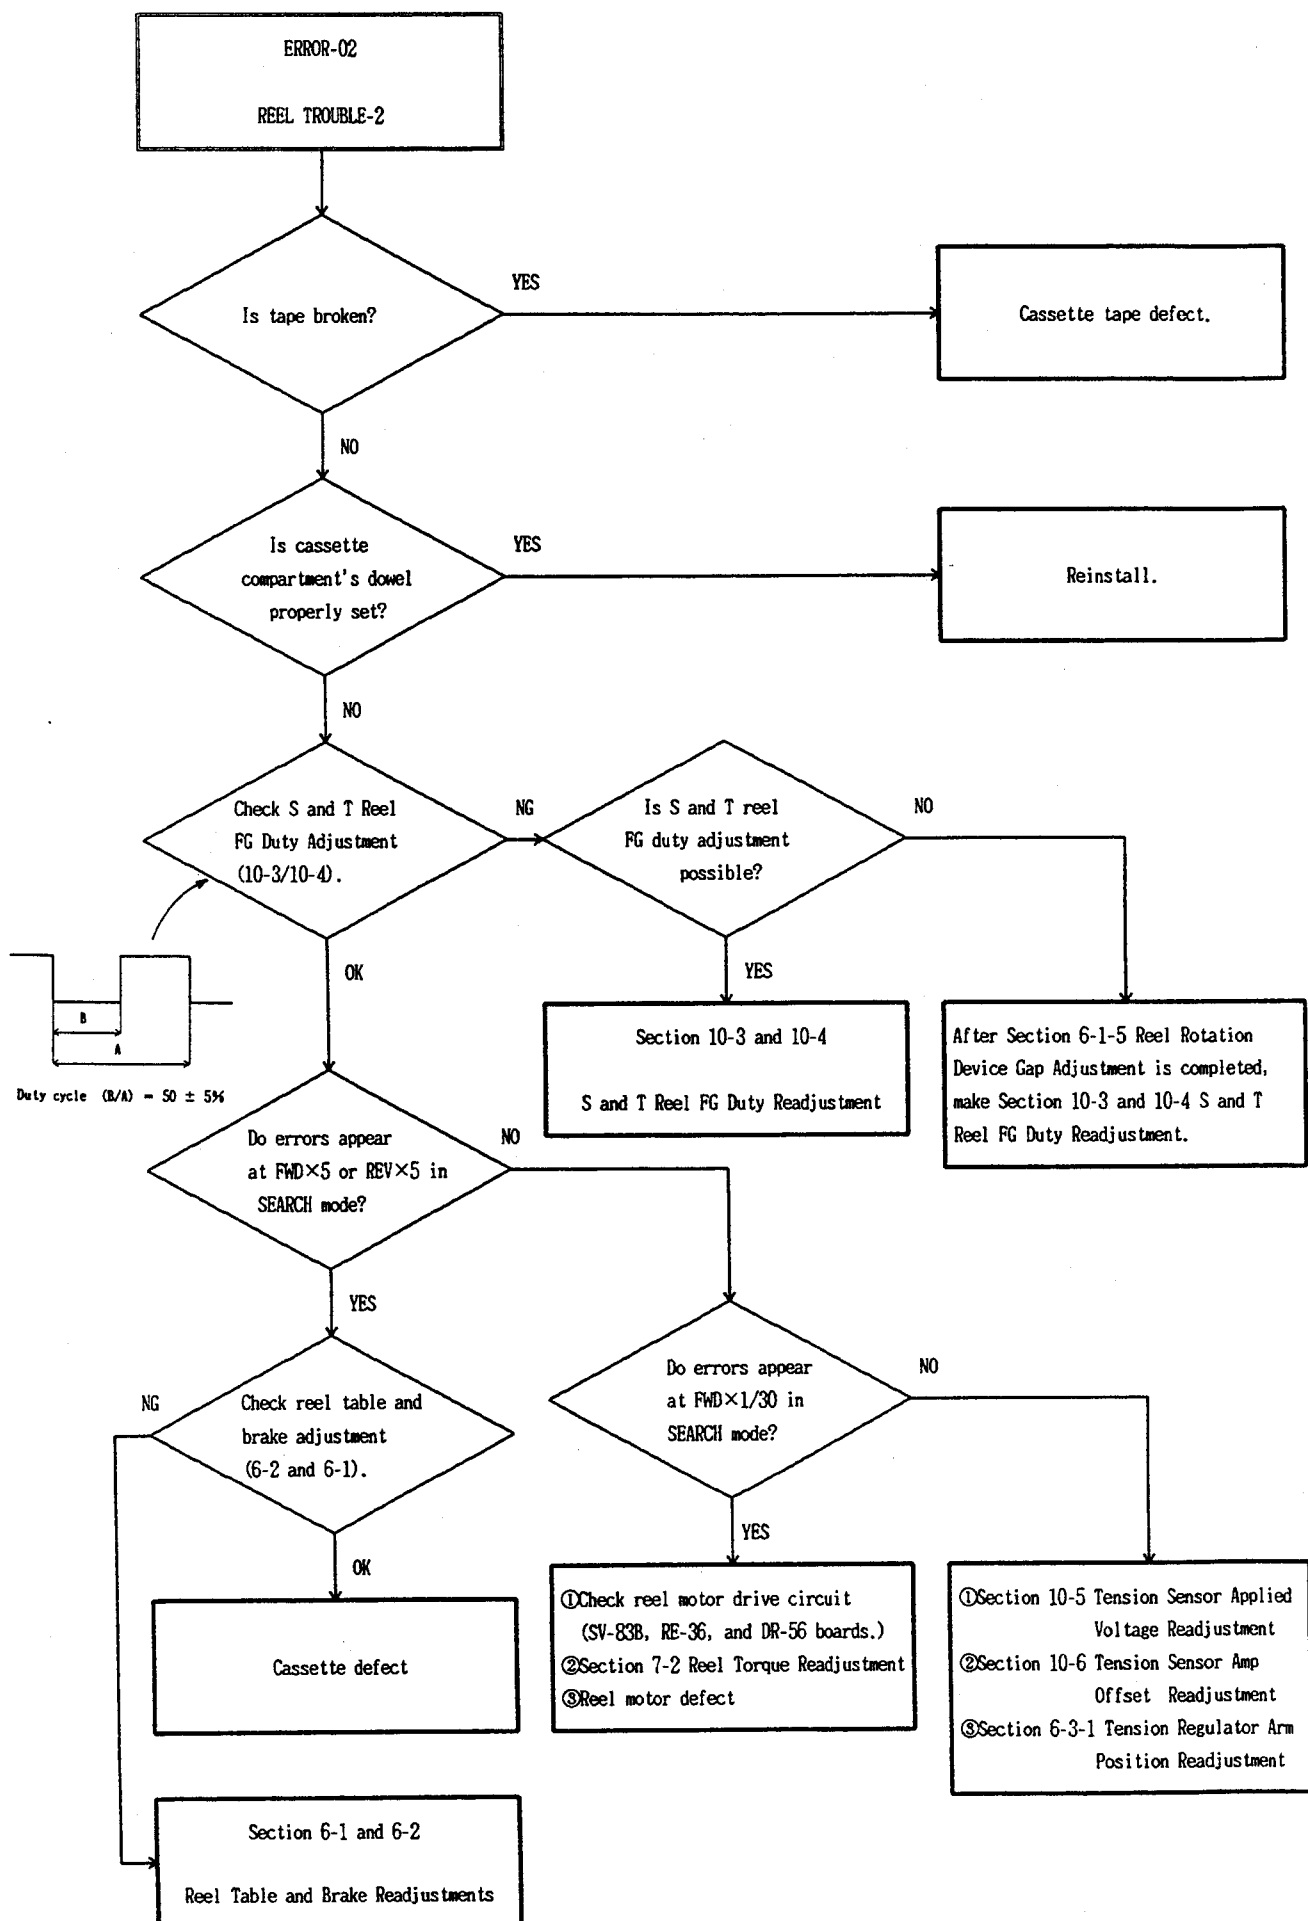 ERROR-02
REEL TROUBLE-2
Is tape broken?
YES
Cassette tape defect.
NO
Is cassette
compartment's dowel
properly set?
YES
Reinstall.
NO
Check S and T Reel
FG Duty Adjustment
(10-3/10-4).
NG
Is S and T reel
FG duty adjustment
possible?
NO
B
A
Duty cycle (B/A) = 50 ± 5%
OK
YES
Section 10-3 and 10-4
S and T Reel FG Duty Readjustment
After Section 6-1-5 Reel Rotation
Device Gap Adjustment is completed,
make Section 10-3 and 10-4 S and T
Reel FG Duty Readjustment.
Do errors appear
at FWD×5 or REV×5 in
SEARCH mode?
NO
YES
Do errors appear
at FWD×1/30 in
SEARCH mode?
NO
NG
Check reel table and
brake adjustment
(6-2 and 6-1).
OK
YES
Cassette defect
①Check reel motor drive circuit
(SV-83B, RE-36, and DR-56 boards.)
②Section 7-2 Reel Torque Readjustment
③Reel motor defect
①Section 10-5 Tension Sensor Applied
Voltage Readjustment
②Section 10-6 Tension Sensor Amp
Offset Readjustment
③Section 6-3-1 Tension Regulator Arm
Position Readjustment
Section 6-1 and 6-2
Reel Table and Brake Readjustments